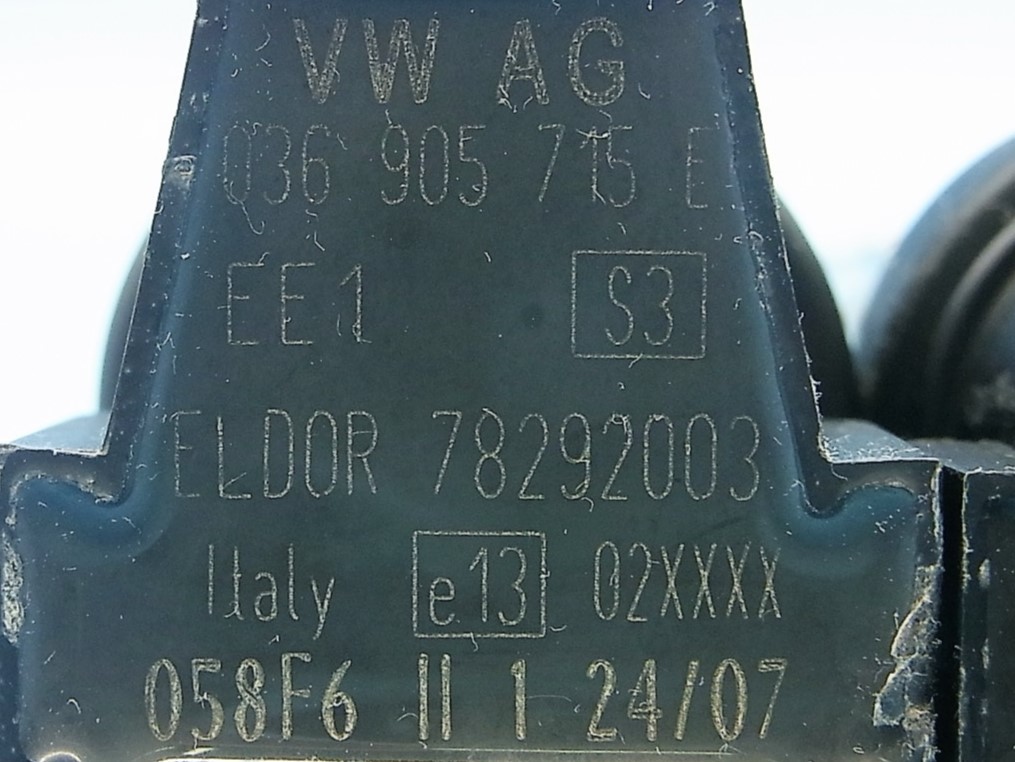 VW AG
036 905 715 E
EE1 S3
ELDOR 78292003
Italy e13 02XXXX
058F6 II 1 24/07